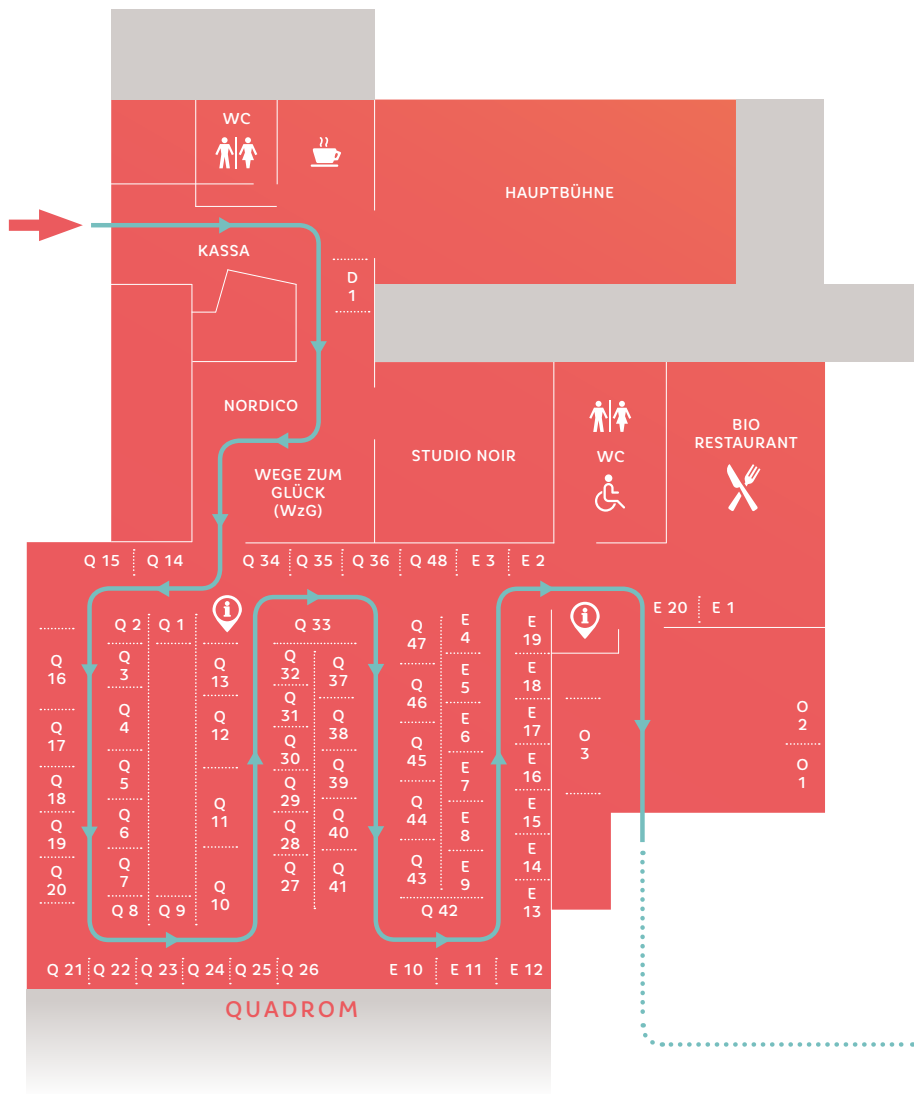 WC
HAUPTBÜHNE
KASSA
D
1
NORDICO
WEGE ZUM
GLÜCK
(WzG)
STUDIO NOIR
WC
BIO
RESTAURANT
Q 15
Q 14
Q 34
Q 35
Q 36
Q 48
E 3
E 2
E 20
E 1
Q 2
Q 1
i
Q 33
i
Q
16
Q
17
Q
18
Q
19
Q
20
Q
3
Q
4
Q
5
Q
6
Q
7
Q 8
Q 9
Q
13
Q
12
Q
11
Q
10
Q
32
Q
31
Q
30
Q
29
Q
28
Q
27
Q
37
Q
38
Q
39
Q
40
Q
41
Q
47
Q
46
Q
45
Q
44
Q
43
Q 42
E
4
E
5
E
6
E
7
E
8
E
9
E
19
E
18
E
17
E
16
E
15
E
14
E
13
O
3
O
2
O
1
Q 21
Q 22
Q 23
Q 24
Q 25
Q 26
E 10
E 11
E 12
QUADROM